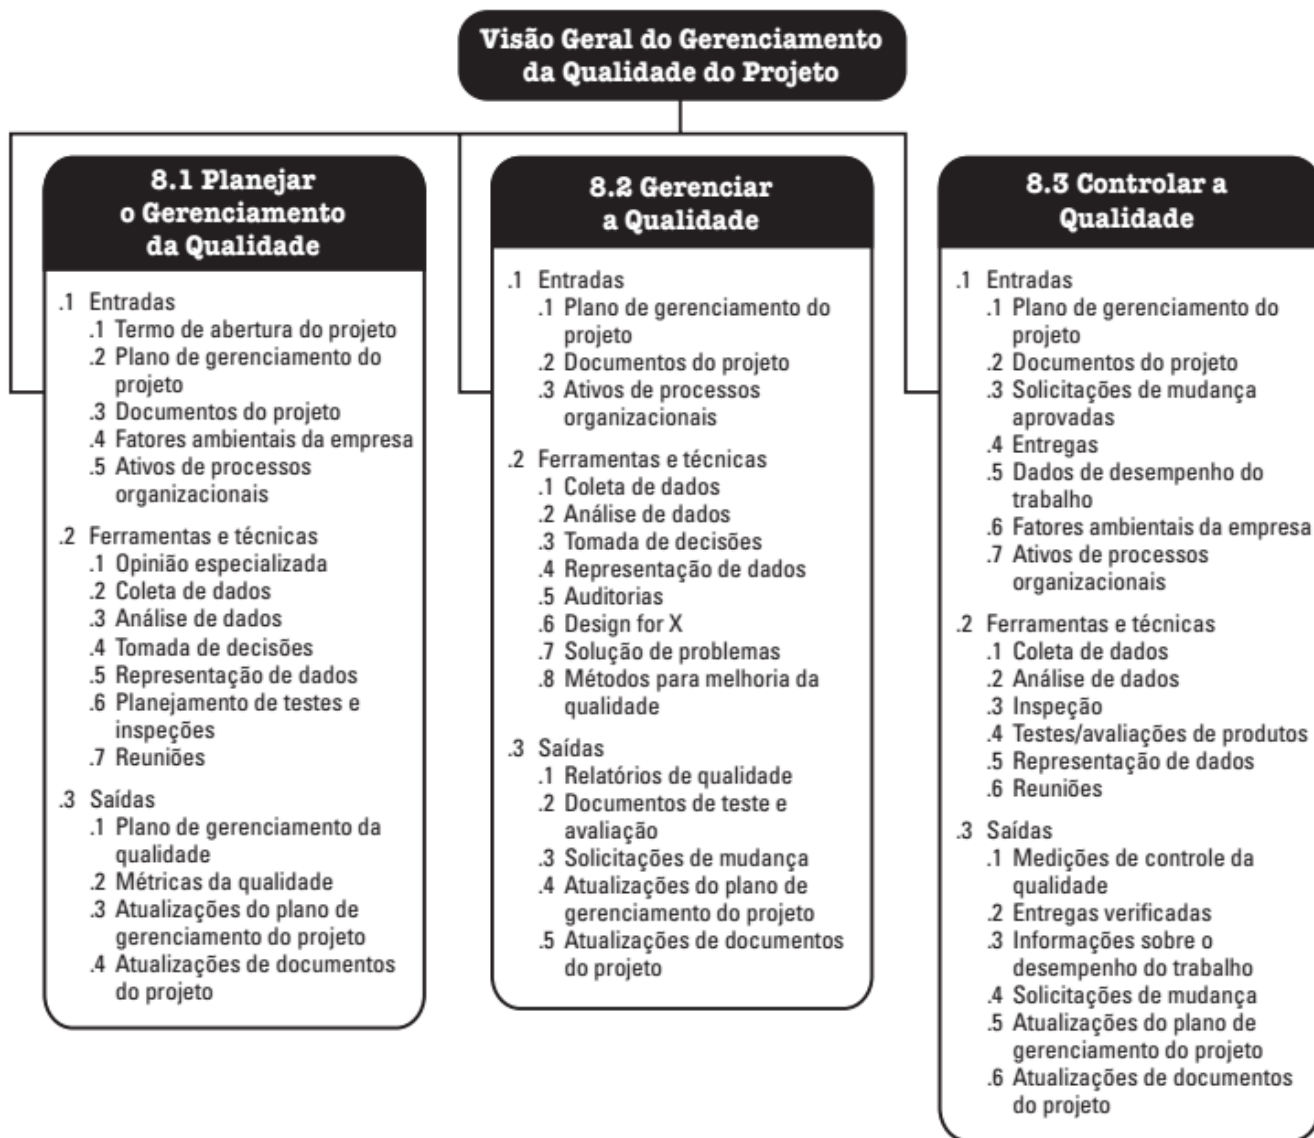 Visão Geral do Gerenciamento
da Qualidade do Projeto
8.1 Planejar
o Gerenciamento
da Qualidade
.1 Entradas
.1 Termo de abertura do projeto
.2 Plano de gerenciamento do
projeto
.3 Documentos do projeto
.4 Fatores ambientais da empresa
.5 Ativos de processos
organizacionais
.2 Ferramentas e técnicas
.1 Opinião especializada
.2 Coleta de dados
.3 Análise de dados
.4 Tomada de decisões
.5 Representação de dados
.6 Planejamento de testes e
inspeções
.7 Reuniões
.3 Saídas
.1 Plano de gerenciamento da
qualidade
.2 Métricas da qualidade
.3 Atualizações do plano de
gerenciamento do projeto
.4 Atualizações de documentos
do projeto
8.2 Gerenciar
a Qualidade
.1 Entradas
.1 Plano de gerenciamento do
projeto
.2 Documentos do projeto
.3 Ativos de processos
organizacionais
.2 Ferramentas e técnicas
.1 Coleta de dados
.2 Análise de dados
.3 Tomada de decisões
.4 Representação de dados
.5 Auditorias
.6 Design for X
.7 Solução de problemas
.8 Métodos para melhoria da
qualidade
.3 Saídas
.1 Relatórios de qualidade
.2 Documentos de teste e
avaliação
.3 Solicitações de mudança
.4 Atualizações do plano de
gerenciamento do projeto
.5 Atualizações de documentos
do projeto
8.3 Controlar a
Qualidade
.1 Entradas
.1 Plano de gerenciamento do
projeto
.2 Documentos do projeto
.3 Solicitações de mudança
aprovadas
.4 Entregas
.5 Dados de desempenho do
trabalho
.6 Fatores ambientais da empresa
.7 Ativos de processos
organizacionais
.2 Ferramentas e técnicas
.1 Coleta de dados
.2 Análise de dados
.3 Inspeção
.4 Testes/avaliações de produtos
.5 Representação de dados
.6 Reuniões
.3 Saídas
.1 Medições de controle da
qualidade
.2 Entregas verificadas
.3 Informações sobre o
desempenho do trabalho
.4 Solicitações de mudança
.5 Atualizações do plano de
gerenciamento do projeto
.6 Atualizações de documentos
do projeto